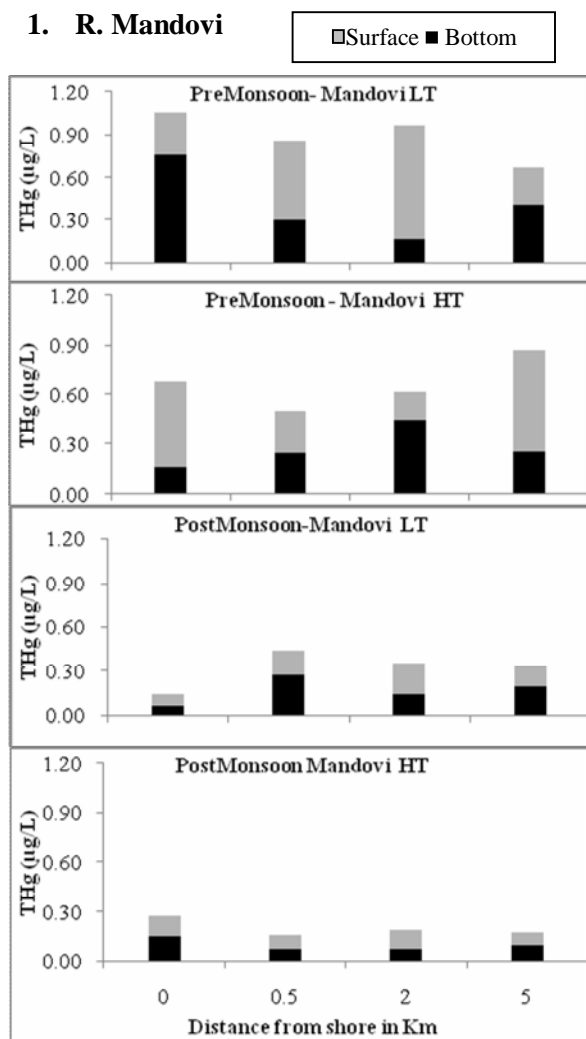 1. R. Mandovi
Surface Bottom
PreMonsoon- Mandovi LT
THg (µg/L)
1.20
0.90
0.60
0.30
0.00
PreMonsoon - Mandovi HT
THg (µg/L)
1.20
0.90
0.60
0.30
0.00
PostMonsoon-Mandovi LT
THg (µg/L)
1.20
0.90
0.60
0.30
0.00
PostMonsoon Mandovi HT
THg (µg/L)
1.20
0.90
0.60
0.30
0.00
0 0.5 2 5
Distance from shore in Km